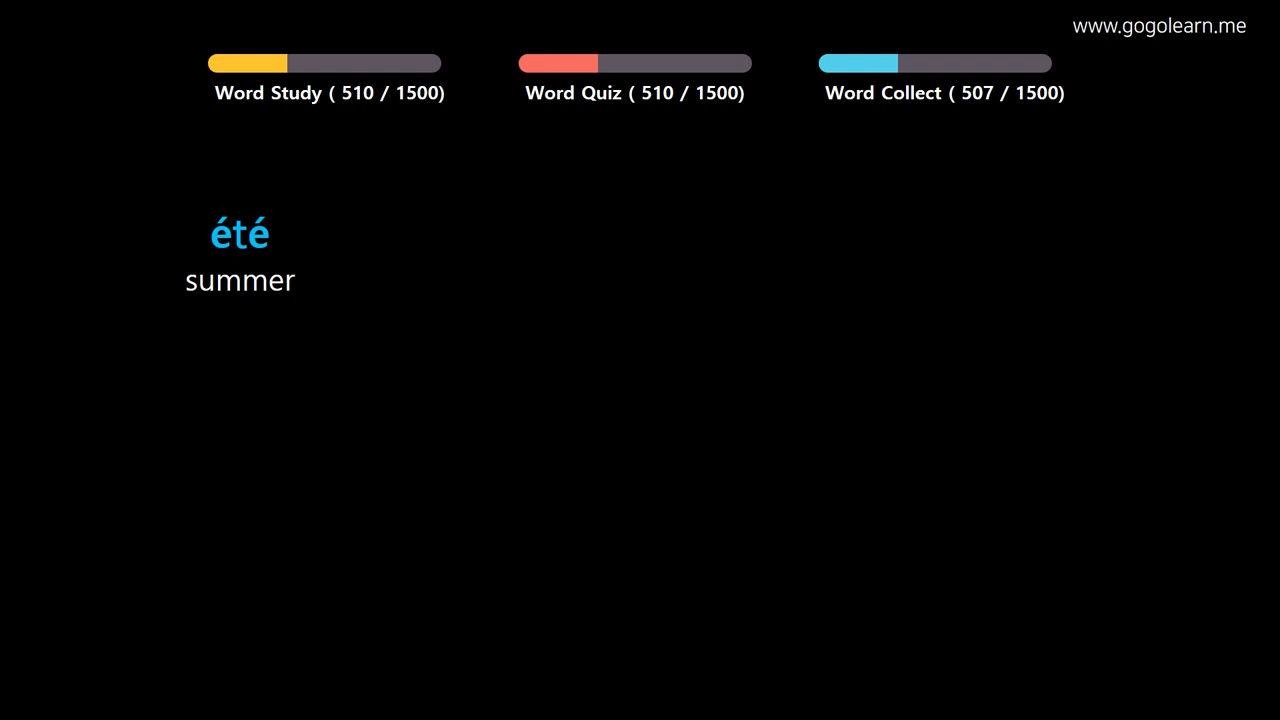 www.gogolearn.me
Word Study ( 510 / 1500)
Word Quiz ( 510 / 1500)
Word Collect ( 507 / 1500)
été
summer